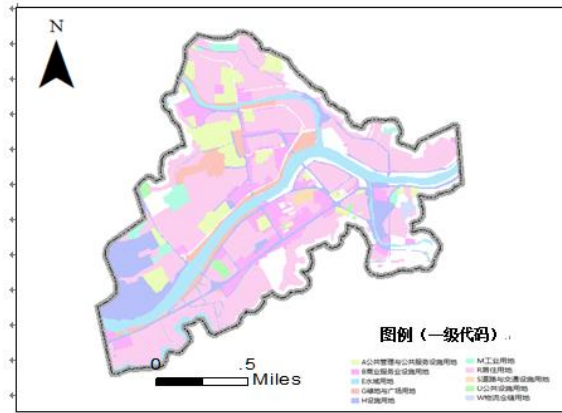 N
图例（一级代码）
A公共管理与公共服务设施用地
B商业服务业设施用地
E水域用地
G绿地与广场用地
H设施用地
M工业用地
R居住用地
S道路与交通设施用地
U公共设施用地
W物流仓储用地
0 .5
Miles